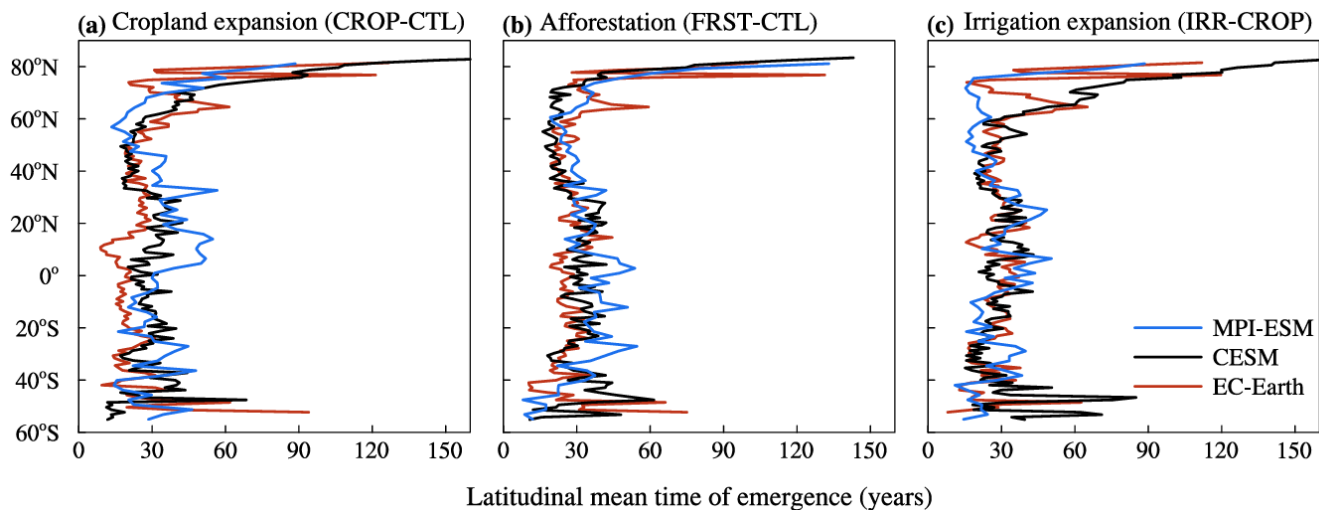 (a) Cropland expansion (CROP-CTL)
(b) Afforestation (FRST-CTL)
(c) Irrigation expansion (IRR-CROP)
80°N
60°N
40°N
20°N
0°
20°S
40°S
60°S
0 30 60 90 120 150
0 30 60 90 120 150
0 30 60 90 120 150
MPI-ESM
CESM
EC-Earth
Latitudinal mean time of emergence (years)